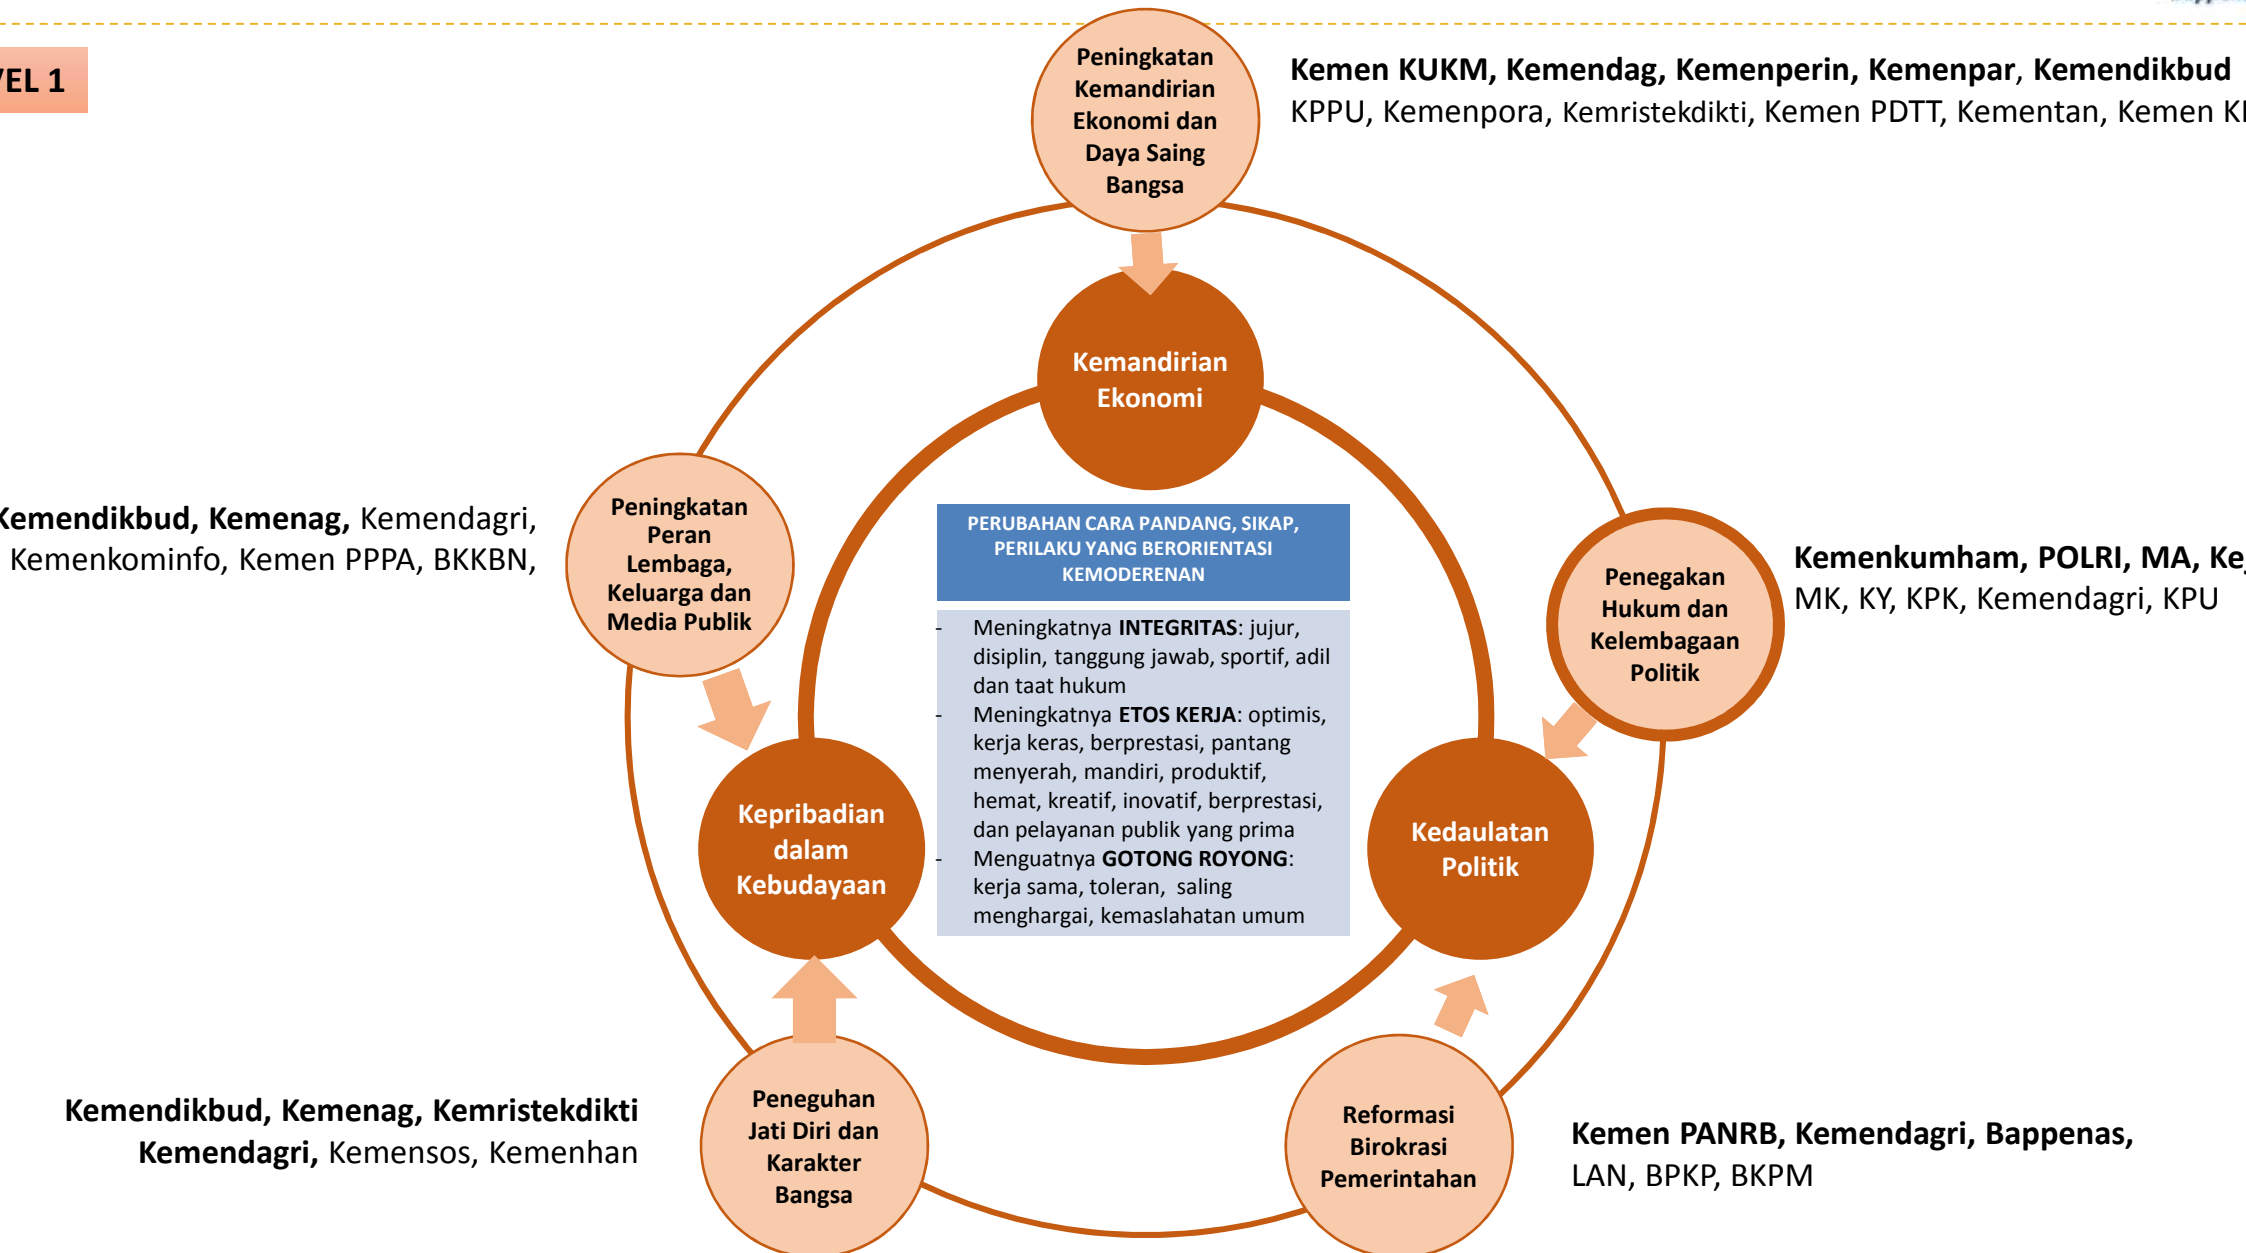 VEL 1
Peningkatan
Kemandirian
Ekonomi dan
Daya Saing
Bangsa
Kemen KUKM, Kemendag, Kemenperin, Kemenpar, Kemendikbud
KPPU, Kemenpora, Kemristekdikti, Kemen PDTT, Kementan, Kemen
Kemandirian
Ekonomi
Kemendikbud, Kemenag, Kemendagri,
Kemenkominfo, Kemen PPPA, BKKBN,
Peningkatan
Peran
Lembaga,
Keluarga dan
Media Publik
PERUBAHAN CARA PANDANG, SIKAP,
PERILAKU YANG BERORIENTASI
KEMODERENAN
- Meningkatnya INTEGRITAS: jujur,
disiplin, tanggung jawab, sportif, adil
dan taat hukum
- Meningkatnya ETOS KERJA: optimis,
kerja keras, berprestasi, pantang
menyerah, mandiri, produktif,
hemat, kreatif, inovatif, berprestasi,
dan pelayanan publik yang prima
- Menguatnya GOTONG ROYONG:
kerja sama, toleran, saling
menghargai, kemaslahatan umum
Penegakan
Hukum dan
Kelembagaan
Politik
Kemenkumham, POLRI, MA,
MK, KY, KPK, Kemendagri, KPU
Kepribadian
dalam
Kebudayaan
Kedaulatan
Politik
Kemendikbud, Kemenag, Kemristekdikti
Kemendagri, Kemensos, Kemenhan
Peneguhan
Jati Diri dan
Karakter
Bangsa
Reformasi
Birokrasi
Pemerintahan
Kemen PANRB, Kemendagri, Bappenas,
LAN, BPKP, BKPM